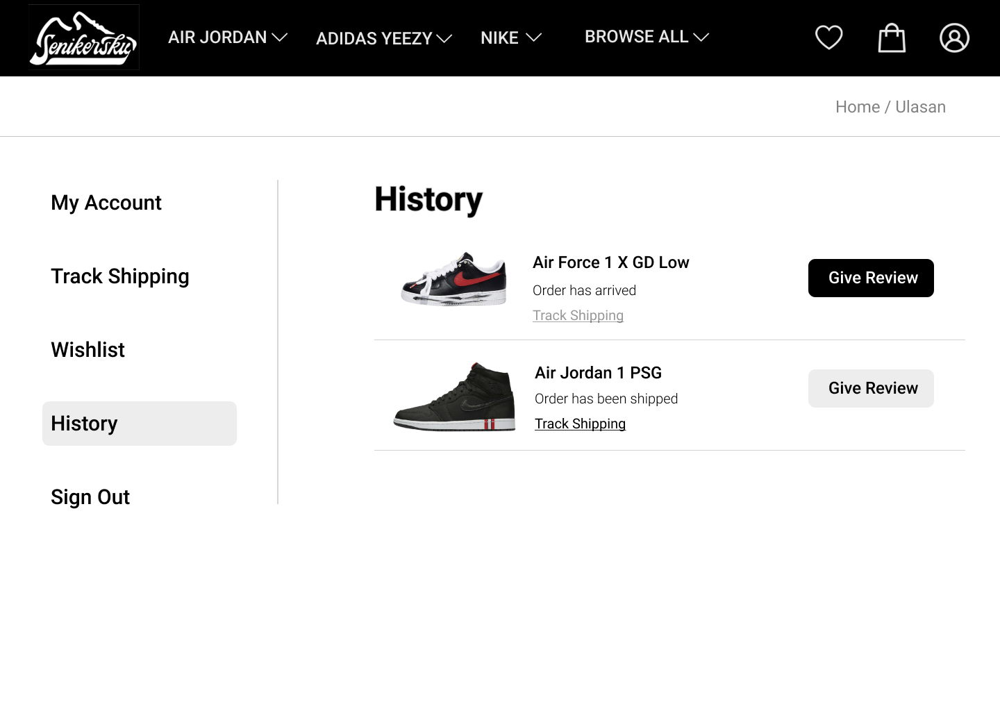 Senikersku
AIR JORDAN
ADIDAS YEEZY
NIKE
BROWSE ALL
Home / Ulasan
My Account
Track Shipping
Wishlist
History
Sign Out
History
Air Force 1 X GD Low
Order has arrived
Track Shipping
Give Review
Air Jordan 1 PSG
Order has been shipped
Track Shipping
Give Review